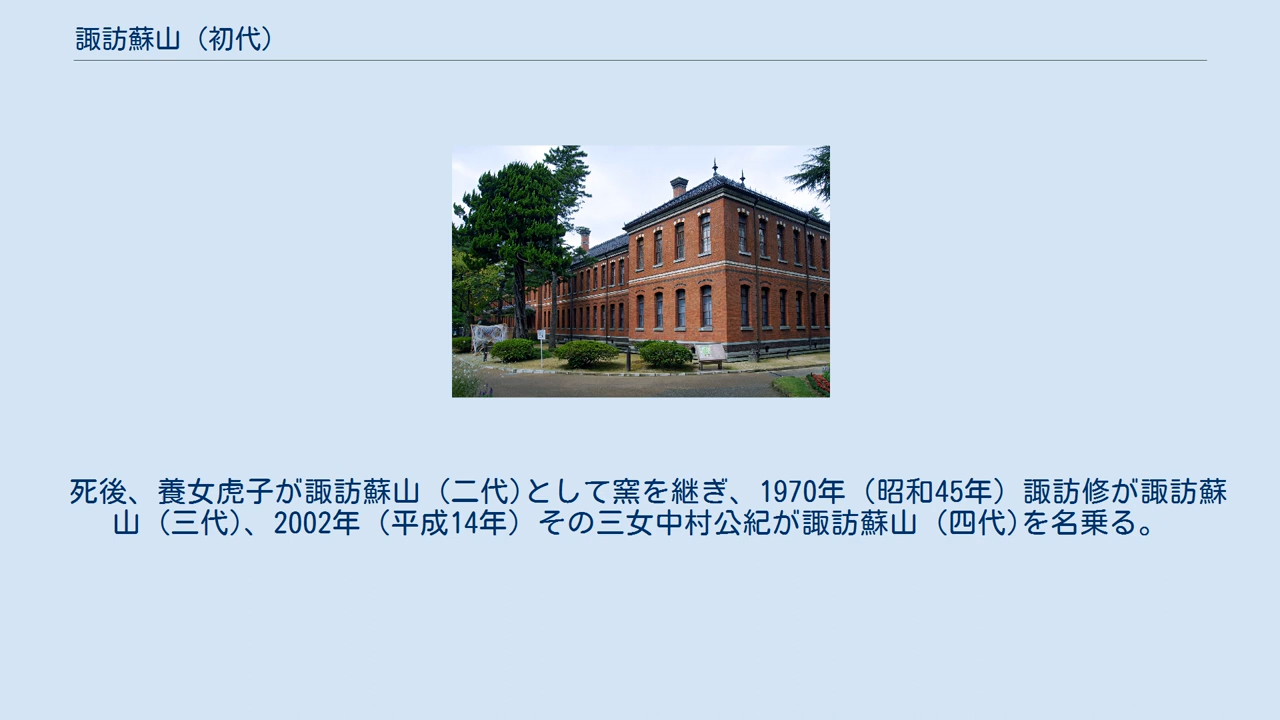 諏訪蘇山（初代）
死後、養女虎子が諏訪蘇山（二代)として窯を継ぎ、1970年（昭和45年）諏訪修が諏訪蘇
山（三代)、2002年（平成14年）その三女中村公紀が諏訪蘇山（四代)を名乗る。